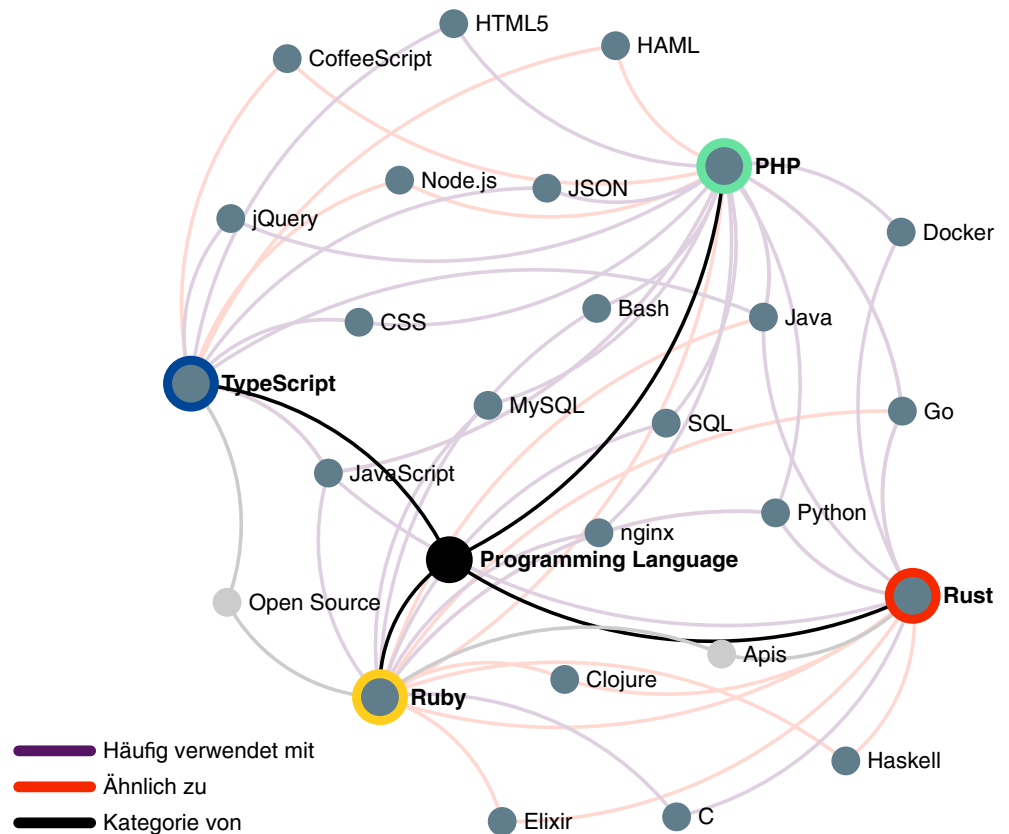 HTML5
HAML
CoffeeScript
PHP
Node.js
JSON
jQuery
Docker
Bash
Java
CSS
TypeScript
MySQL
Go
SQL
JavaScript
Python
nginx
Programming Language
Rust
Open Source
Apis
Clojure
Ruby
Häufig verwendet mit
Haskell
Ähnlich zu
C
Elixir
Kategorie von